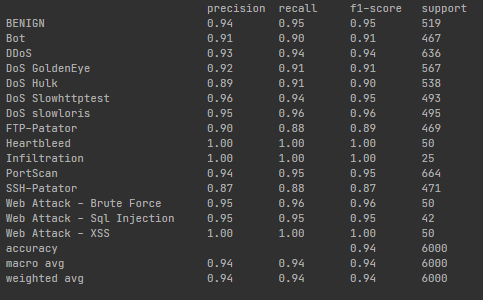 precision recall f1-score support
BENIGN 0.94 0.95 0.95 519
Bot 0.91 0.90 0.91 467
DDoS 0.93 0.94 0.94 636
DoS GoldenEye 0.92 0.91 0.91 567
DoS Hulk 0.89 0.91 0.90 538
DoS Slowhttptest 0.96 0.94 0.95 493
DoS slowloris 0.95 0.96 0.96 495
FTP-Patator 0.90 0.88 0.89 469
Heartbleed 1.00 1.00 1.00 50
Infiltration 1.00 1.00 1.00 25
PortScan 0.94 0.95 0.95 664
SSH-Patator 0.87 0.88 0.87 471
Web Attack – Brute Force 0.95 0.96 0.96 50
Web Attack – Sql Injection 0.95 0.95 0.95 42
Web Attack – XSS 1.00 1.00 1.00 50
accuracy 0.94 6000
macro avg 0.94 0.94 0.94 6000
weighted avg 0.94 0.94 0.94 6000